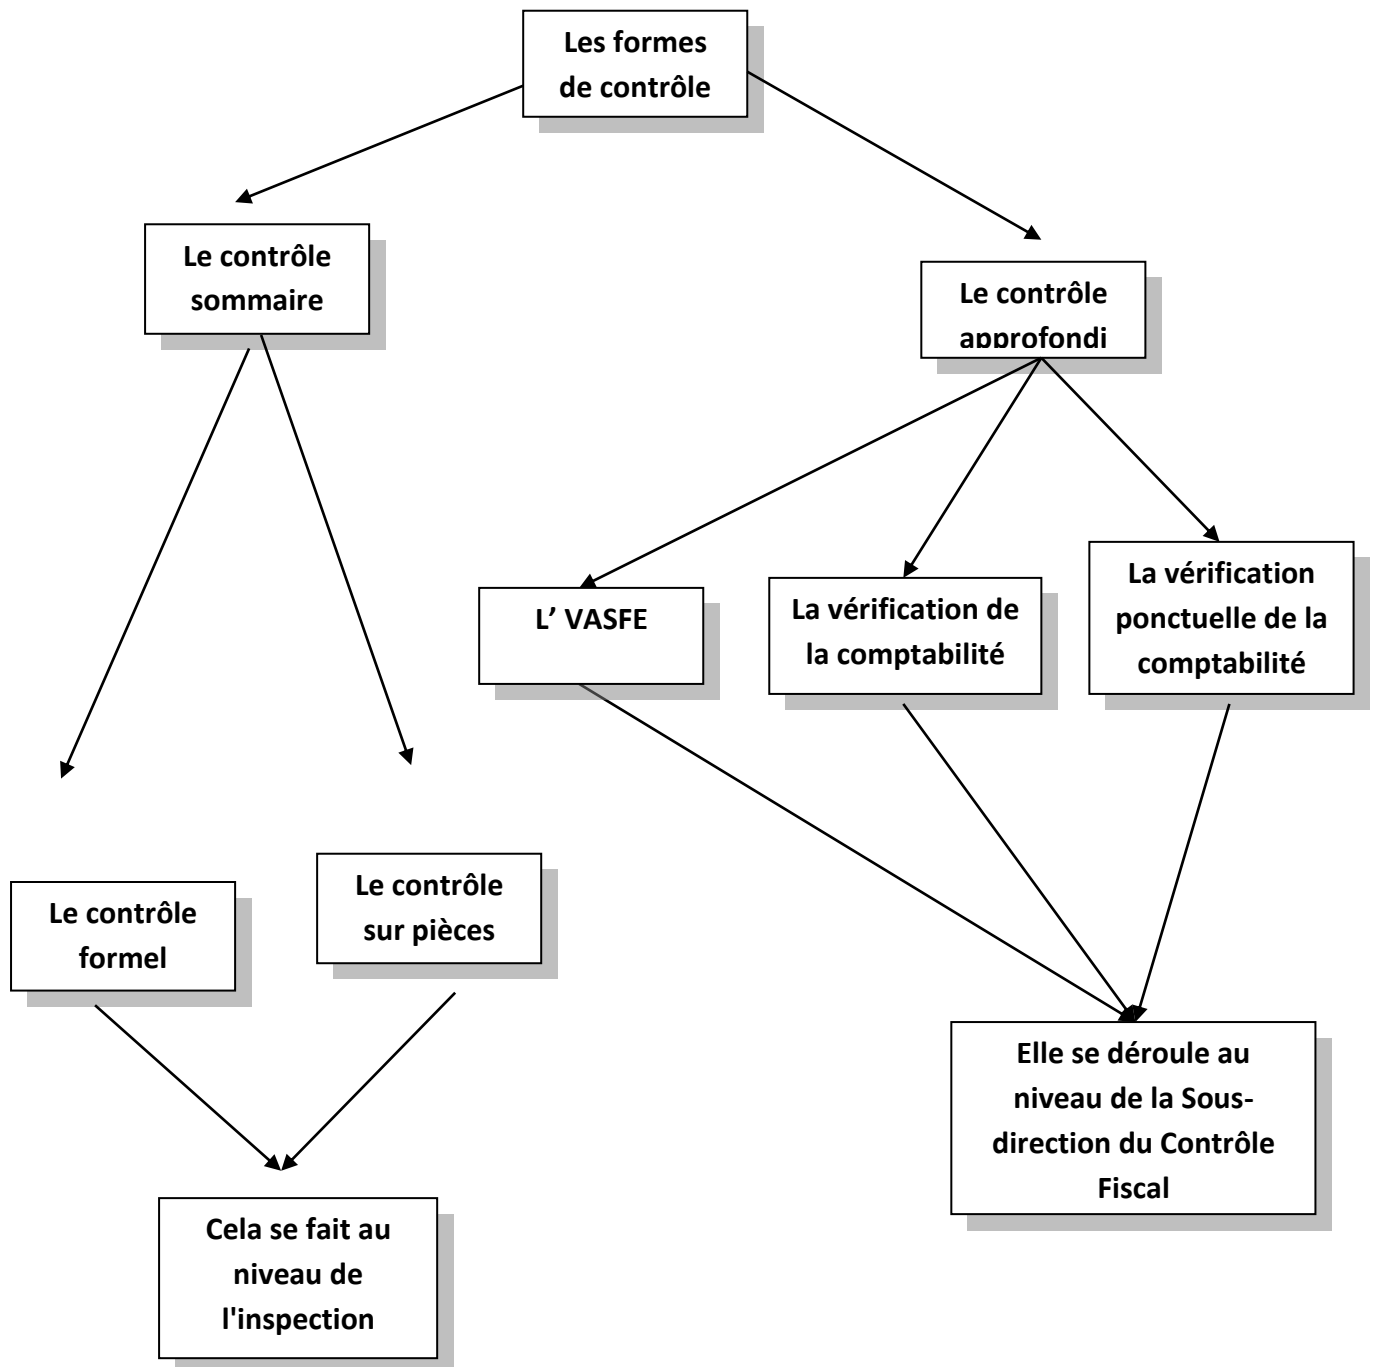 Les formes
de contrôle
Le contrôle
sommaire
Le contrôle
approfondi
L' VASFE
La vérification de
la comptabilité
La vérification
ponctuelle de la
comptabilité
Le contrôle
formel
Le contrôle
sur pièces
Elle se déroule au
niveau de la Sous-
direction du Contrôle
Fiscal
Cela se fait au
niveau de
l'inspection